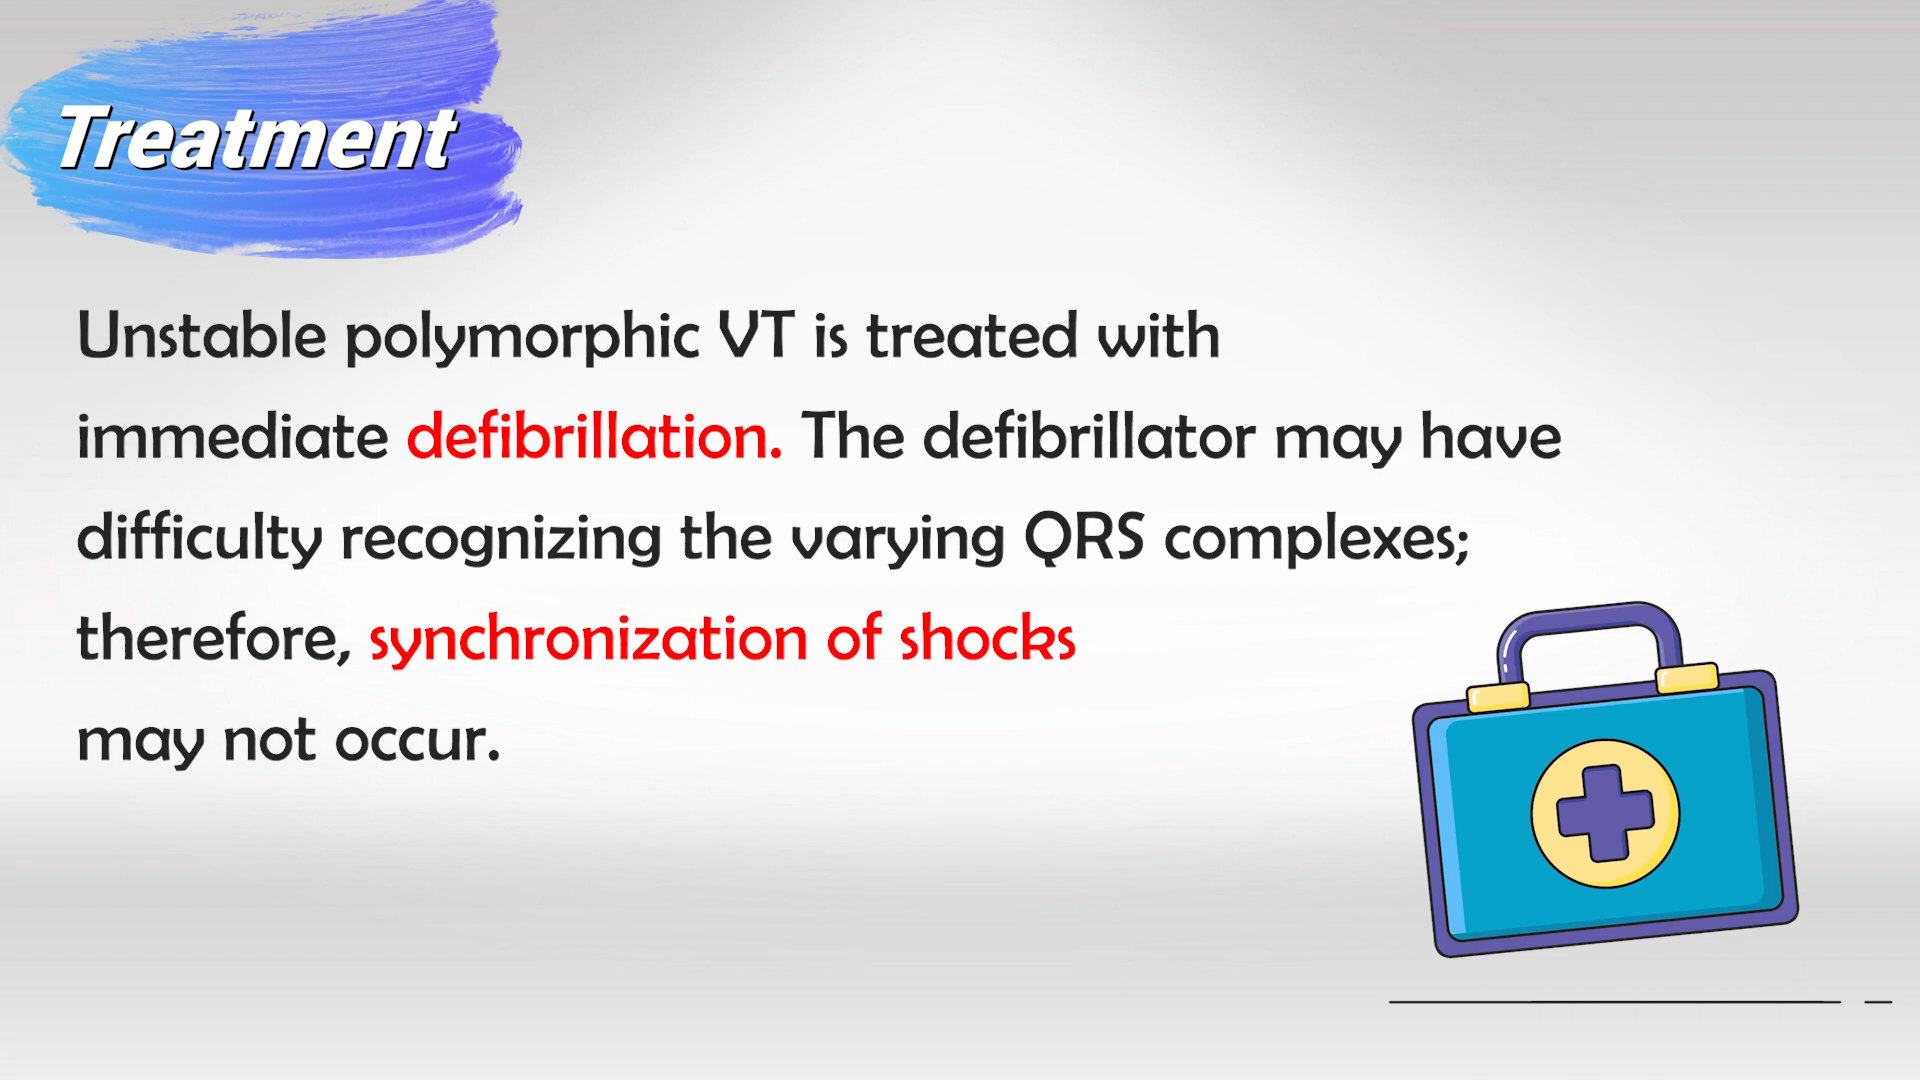 Treatment
Unstable polymorphic VT is treated with
immediate defibrillation. The defibrillator may have
difficulty recognizing the varying QRS complexes;
therefore, synchronization of shocks
may not occur.